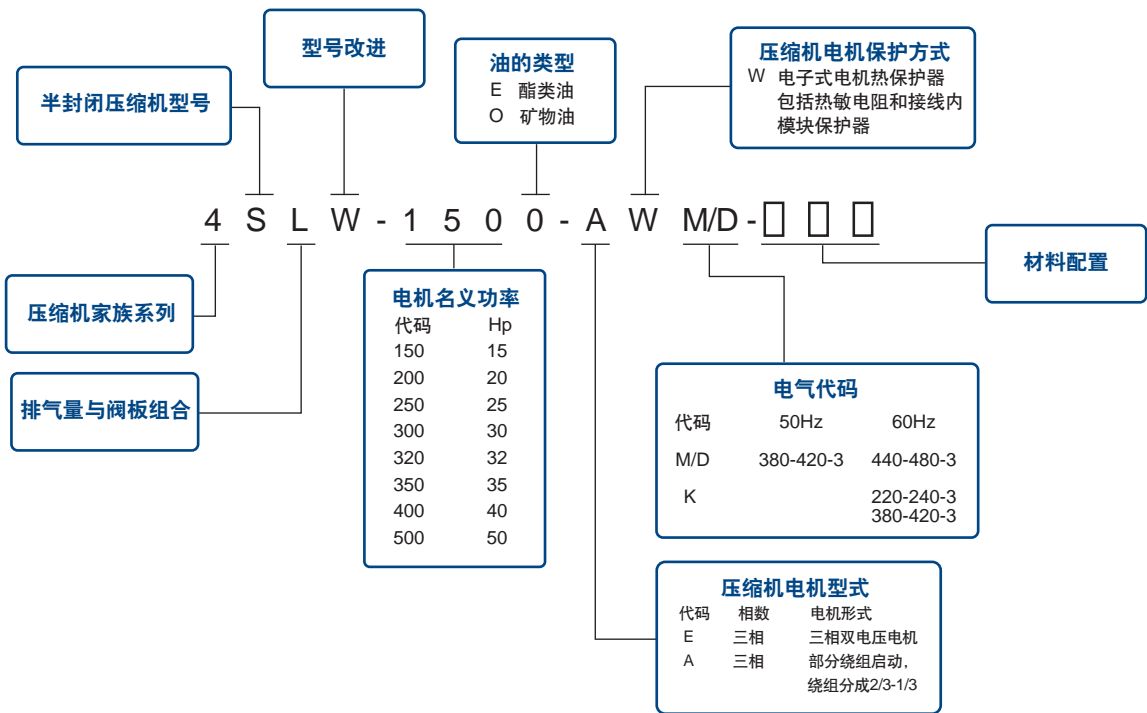 型号改进
油的类型
E 酯类油
O 矿物油
压缩机电机保护方式
W 电子式电机热保护器
包括热敏电阻和接线内
模块保护器
半封闭压缩机型号
4 S L W - 1 5 0 0 - A W M/D - □ □ □
压缩机家族系列
排气量与阀板组合
电机名义功率
代码 Hp
150 15
200 20
250 25
300 30
320 32
350 35
400 40
500 50
材料配置
电气代码
代码 50Hz 60Hz
M/D 380-420-3 440-480-3
K 220-240-3
380-420-3
压缩机电机型式
代码 相数 电机形式
E 三相 三相双电压电机
A 三相 部分绕组启动，
绕组分成2/3-1/3